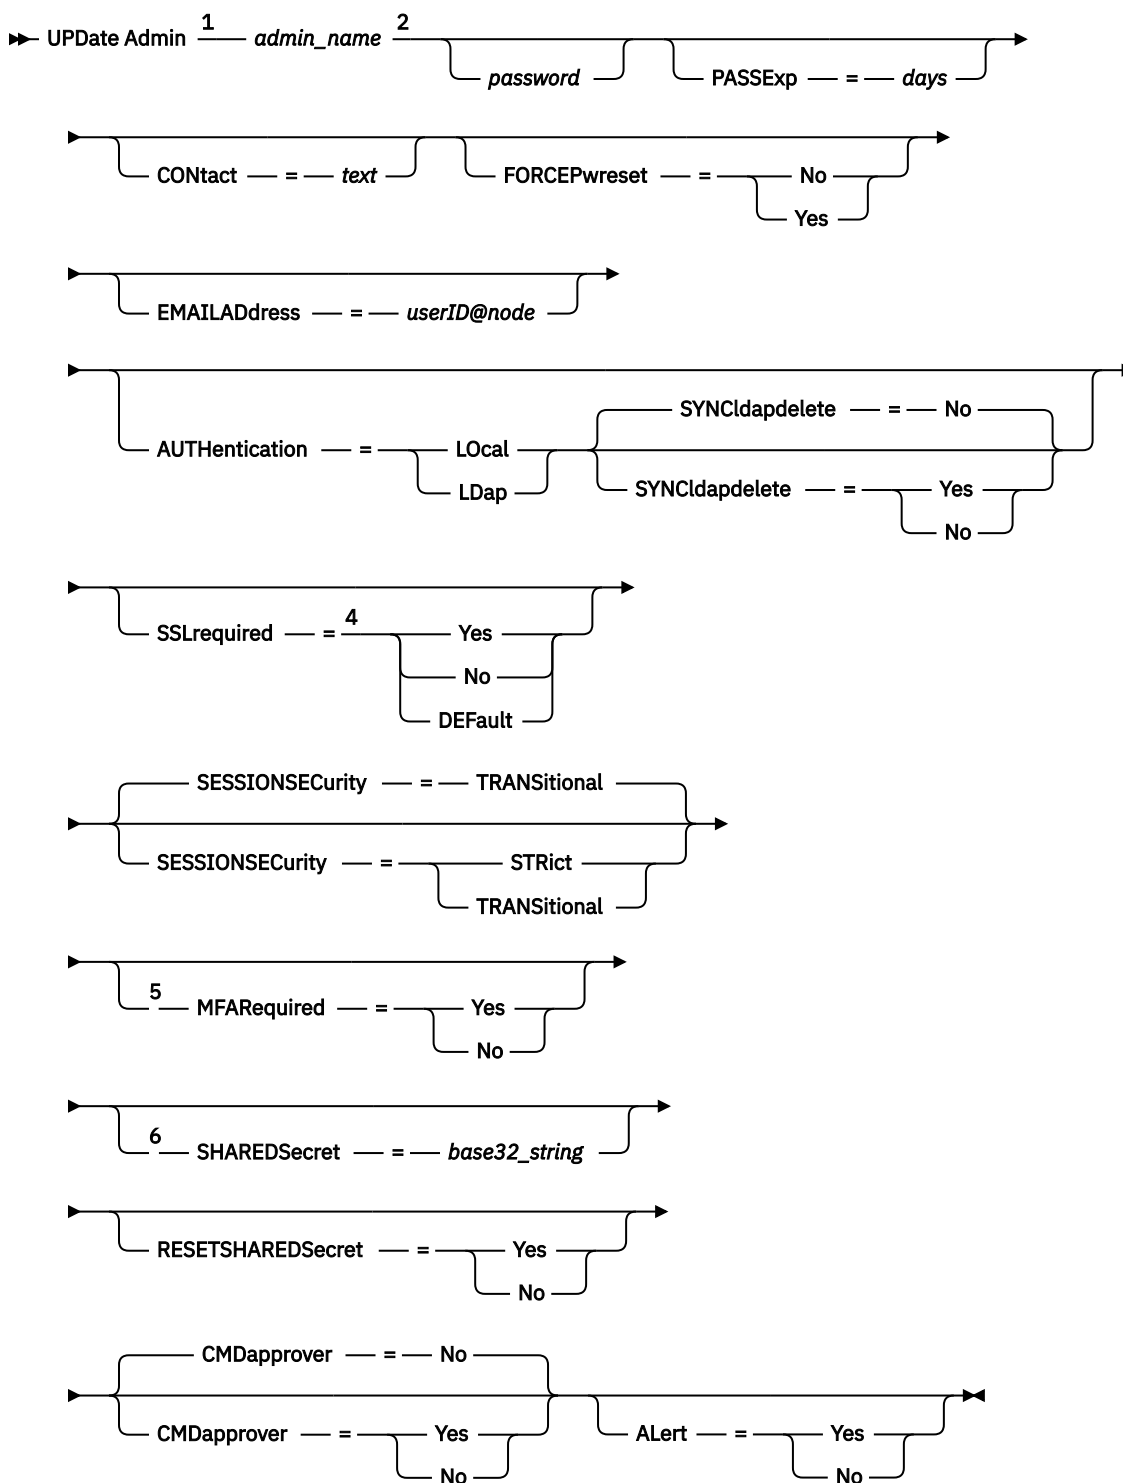 1 2
UPDate Admin admin_name
password PASSExp = days
CONtact = text FORCEPwreset = No
Yes
EMAILADdress = userID@node
SYNCldapdelete = No
AUTHentication = LOcal
LDap SYNCldapdelete = Yes
No
4
SSLrequired = Yes
No
DEFault
SESSIONSECurity = TRANSitional
SESSIONSECurity = STRict
TRANSitional
5
MFARequired = Yes
No
6
SHAREDSecret = base32_string
RESETSHAREDSecret = Yes
No
CMDapprover = No
CMDapprover = Yes ALert = Yes
No No